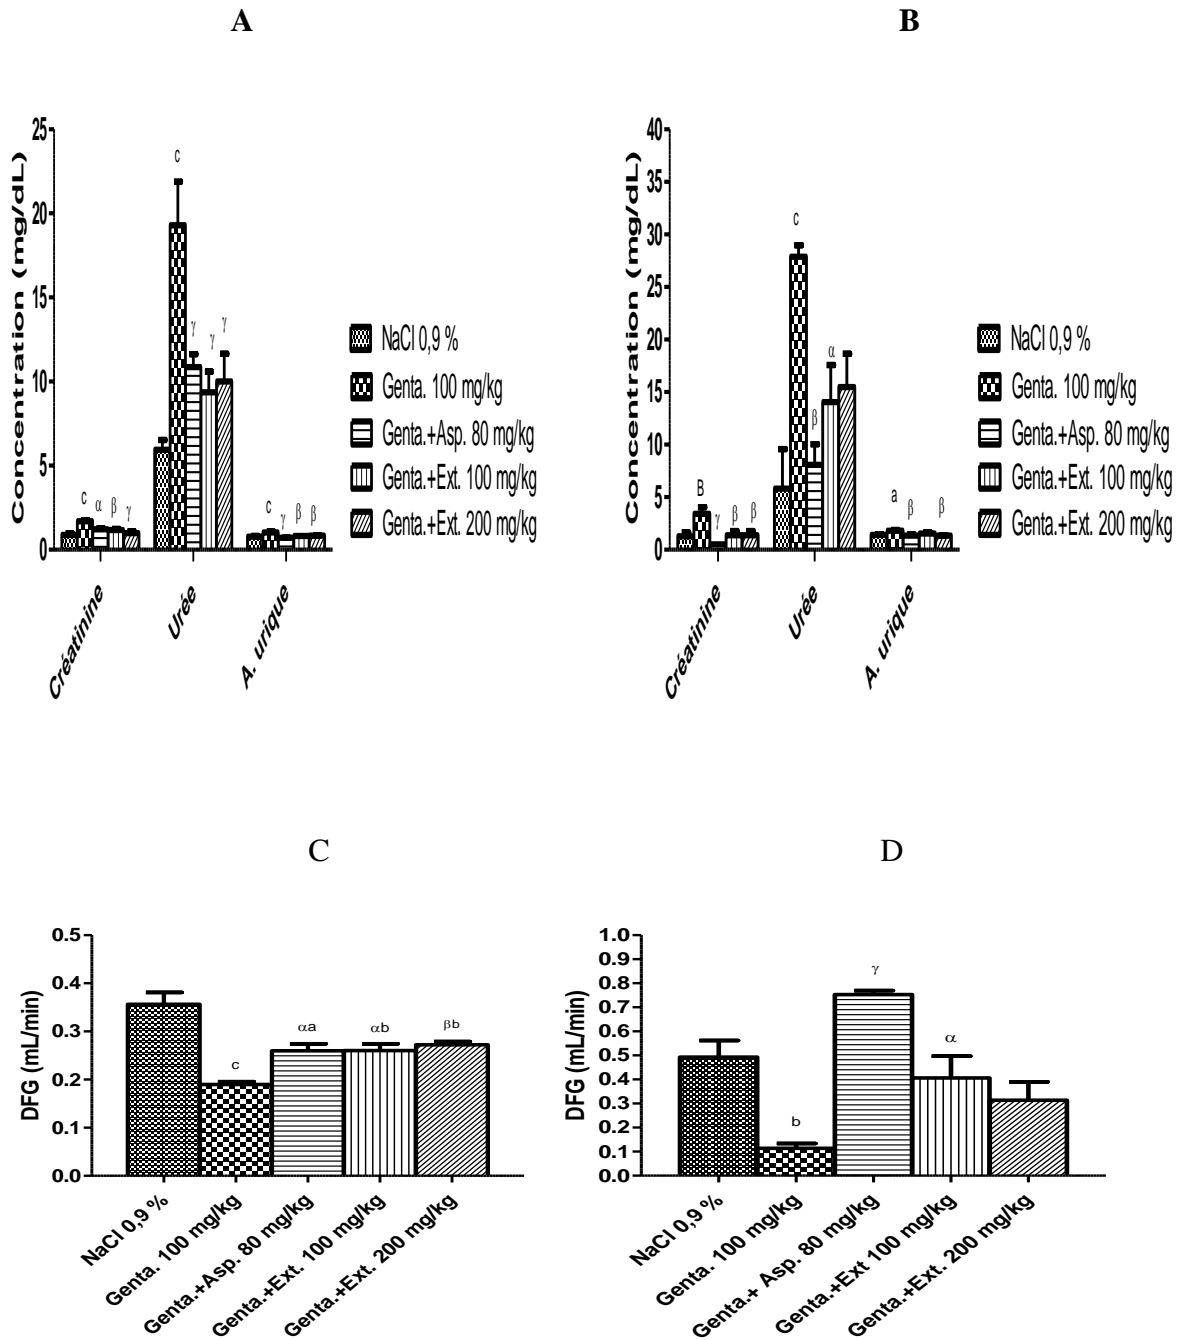 A
B
Concentration (mg/dL)
25
20
15
10
5
0
c
α
β
γ
c
γ
γ
γ
c
γ
β
β
Créatinine
Urée
A. urique
NaCl 0,9 %
Genta. 100 mg/kg
Genta.+Asp. 80 mg/kg
Genta.+Ext. 100 mg/kg
Genta.+Ext. 200 mg/kg
Concentration (mg/dL)
40
35
30
25
20
15
10
5
0
B
γ
β
β
c
β
α
a
β
β
Créatinine
Urée
A. urique
NaCl 0,9 %
Genta. 100 mg/kg
Genta.+Asp. 80 mg/kg
Genta.+Ext. 100 mg/kg
Genta.+Ext. 200 mg/kg
C
D
DFG (mL/min)
0.5
0.4
0.3
0.2
0.1
0.0
c
αa
αb
βb
NaCl 0,9 %
Genta. 100 mg/kg
Genta.+Asp. 80 mg/kg
Genta.+Ext. 100 mg/kg
Genta.+Ext. 200 mg/kg
DFG (mL/min)
1.0
0.9
0.8
0.7
0.6
0.5
0.4
0.3
0.2
0.1
0.0
b
γ
α
NaCl 0,9 %
Genta. 100 mg/kg
Genta.+ Asp. 80 mg/kg
Genta.+Ext 100 mg/kg
Genta.+Ext. 200 mg/kg